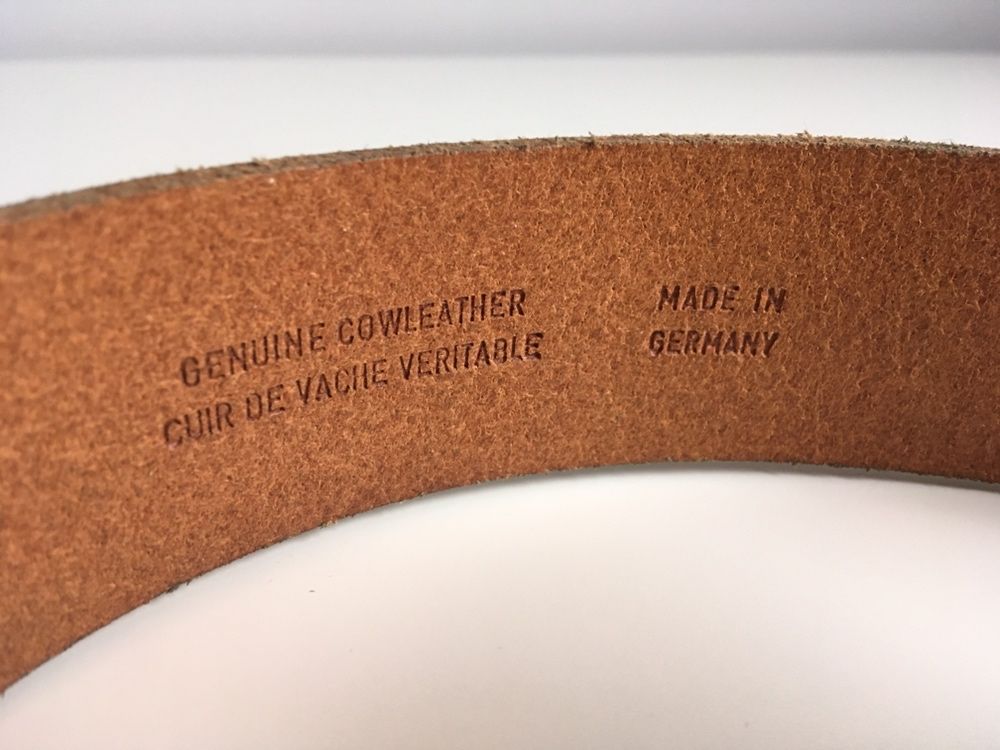 GENUINE COWLEATHER
CUIR DE VACHE VERITABLE
MADE IN
GERMANY